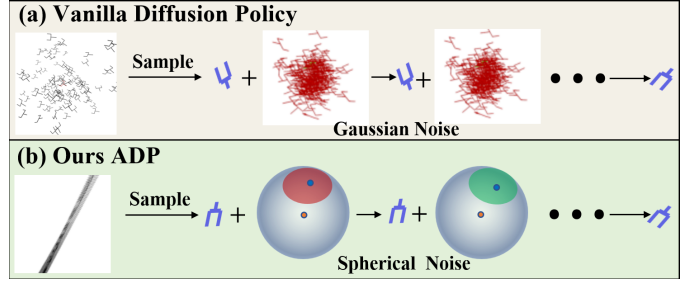 (a) Vanilla Diffusion Policy
Sample
+
+
Gaussian Noise
(b) Ours ADP
Sample
+
+
Spherical Noise